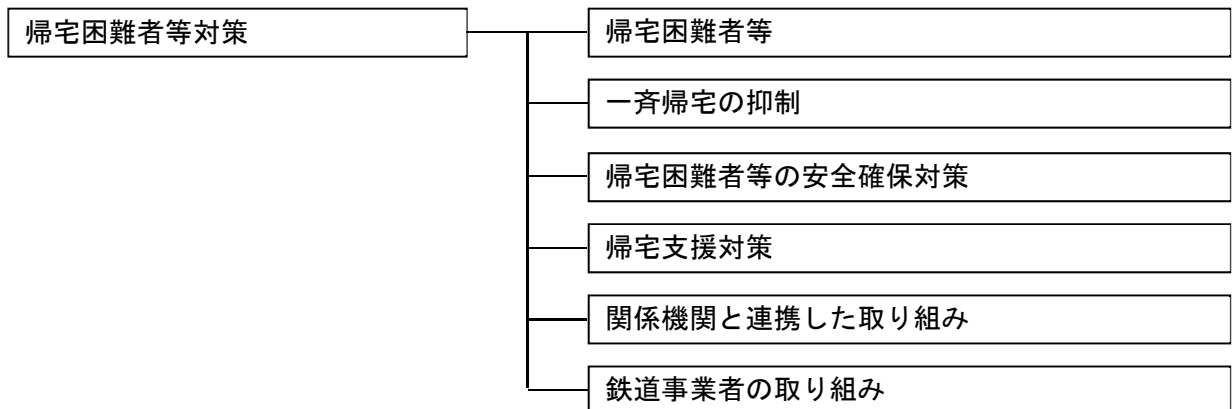 帰宅困難者等対策
帰宅困難者等
一斉帰宅の抑制
帰宅困難者等の安全確保対策
帰宅支援対策
関係機関と連携した取り組み
鉄道事業者の取り組み